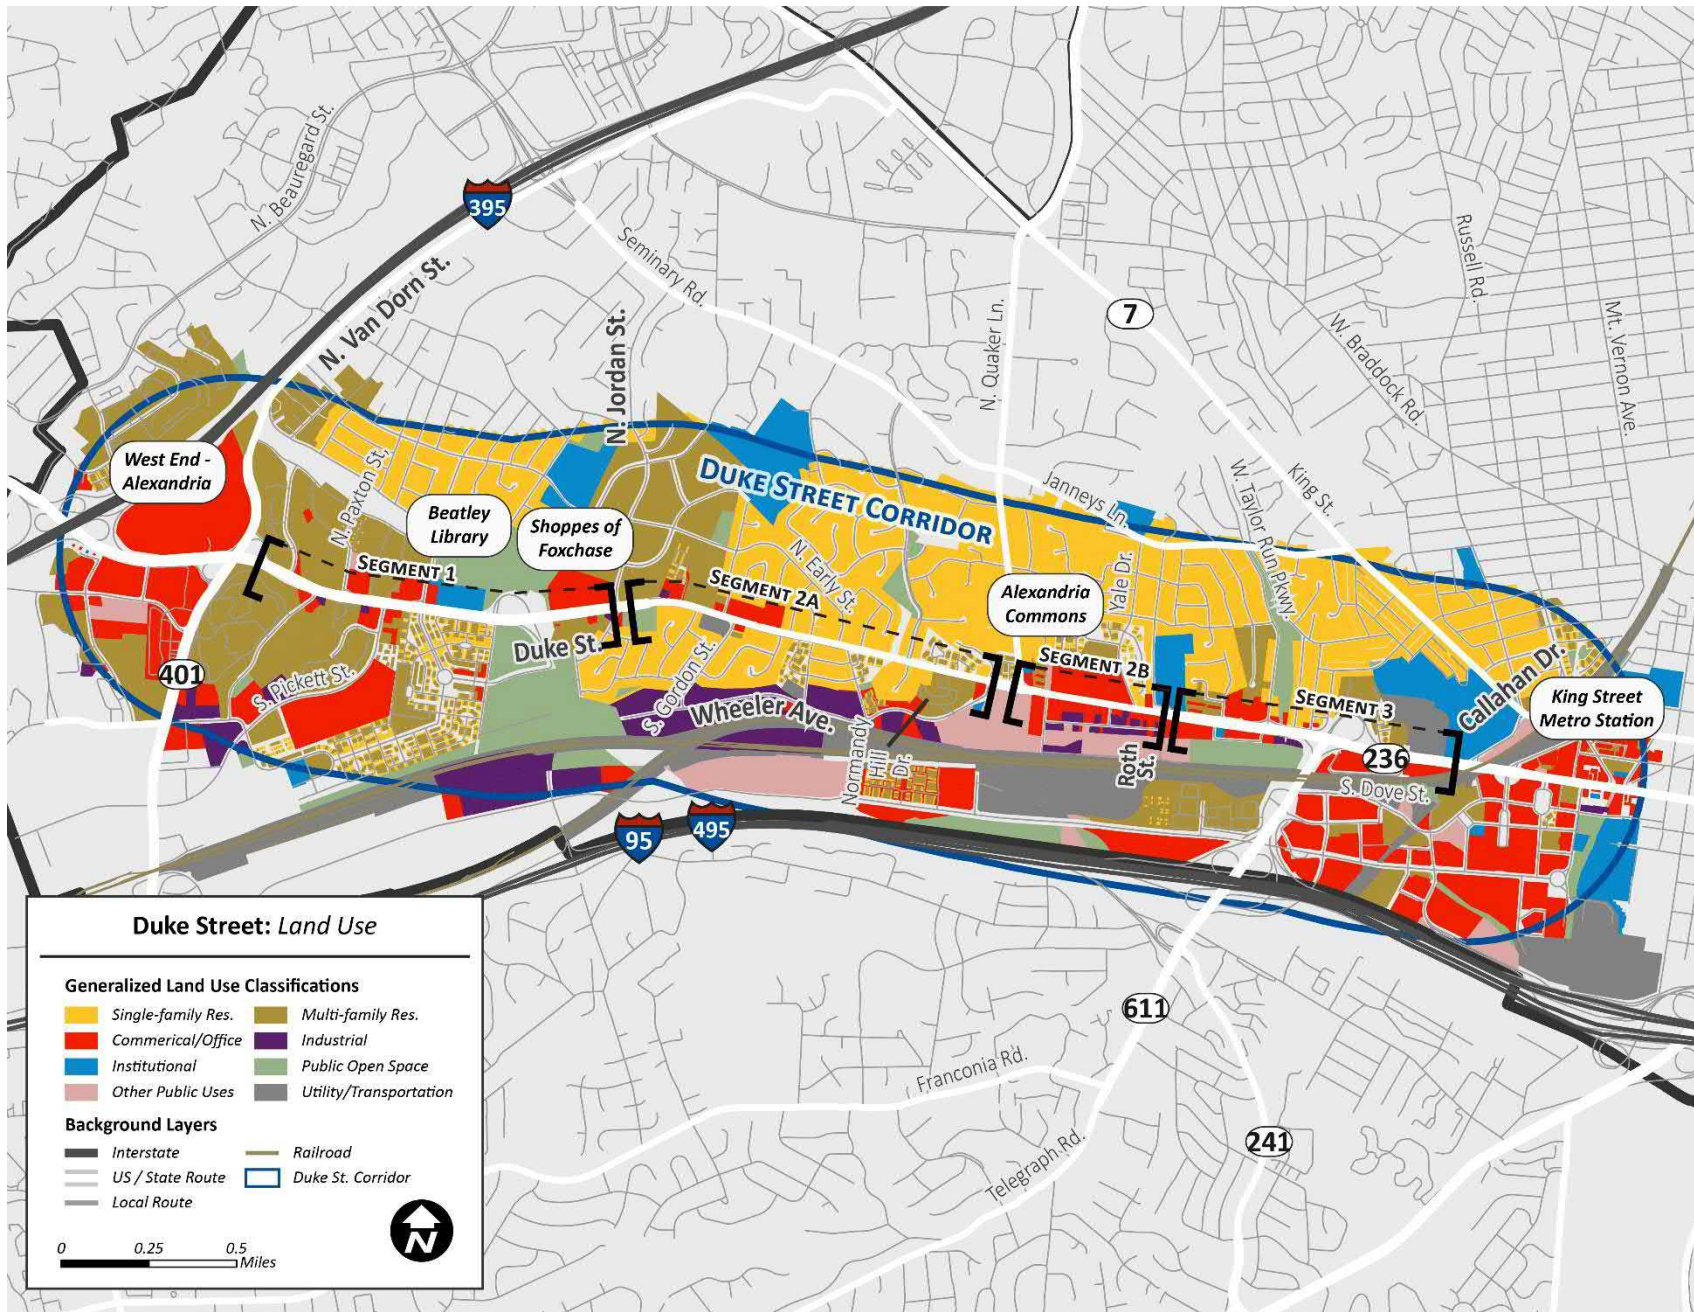 N. Beauregard St.
395
N. Van Dorn St.
Seminary Rd.
N. Jordan St.
N. Quaker Ln.
7
Russell Rd.
W. Braddock Rd.
Mt. Vernon Ave.
King St.
W. Taylor Run Pkwy.
Janneys Ln.
Yale Dr.
DUKE STREET CORRIDOR
West End -
Alexandria
N. Paxton St,
Beatley
Library
Shoppes of
Foxchase
N. Early St.
Alexandria
Commons
SEGMENT 1
SEGMENT 2A
SEGMENT 2B
SEGMENT 3
Callahan Dr.
King Street
Metro Station
Duke St.
401
S. Pickett St.
S. Gordon St.
Wheeler Ave.
Normandy
Hill
Dr.
Roth
St.
236
S. Dove St.
95
495
611
Franconia Rd.
241
Telegraph Rd.
Duke Street: Land Use
Generalized Land Use Classifications
Single-family Res.
Multi-family Res.
Commerical/Office
Industrial
Institutional
Public Open Space
Other Public Uses
Utility/Transportation
Background Layers
Interstate
Railroad
US / State Route
Duke St. Corridor
Local Route
N
0 0.25 0.5
Miles